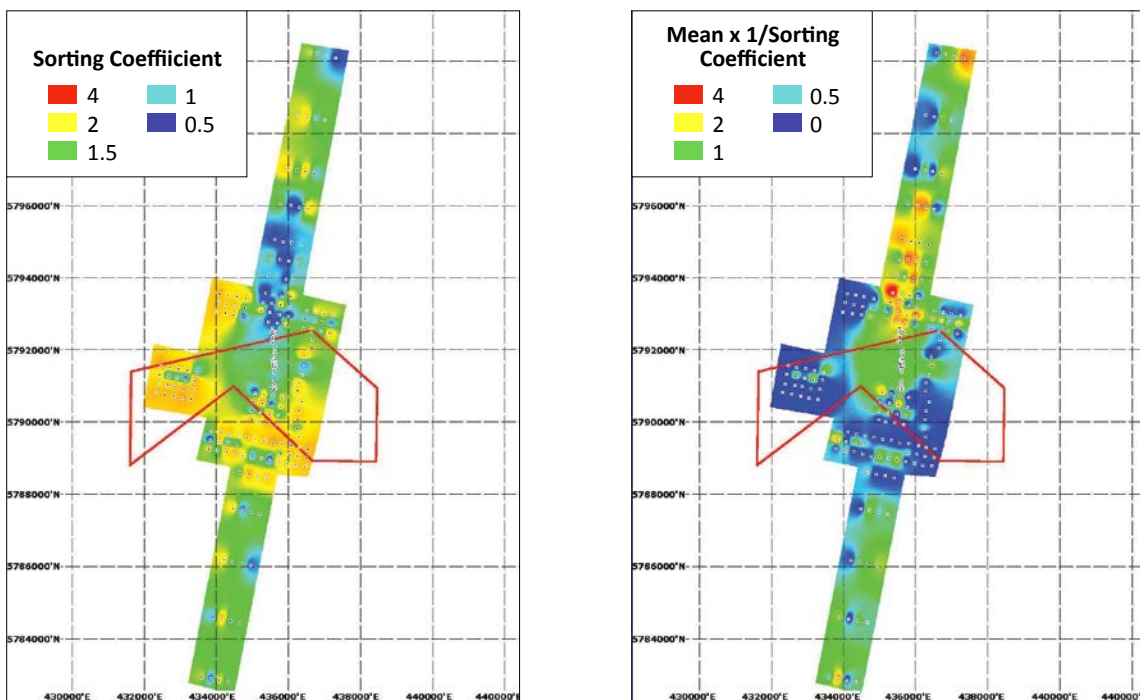 Sorting Coeffiicient
4 1
2 0.5
1.5
5796000°N
5794000°N
5792000°N
5790000°N
5788000°N
5786000°N
5784000°N
430000°E 432000°E 434000°E 436000°E 438000°E 440000°E
Mean x 1/Sorting
Coefficient
4 0.5
2 0
1
5796000°N
5794000°N
5792000°N
5790000°N
5788000°N
5786000°N
5784000°N
430000°E 432000°E 434000°E 436000°E 438000°E 440000°E